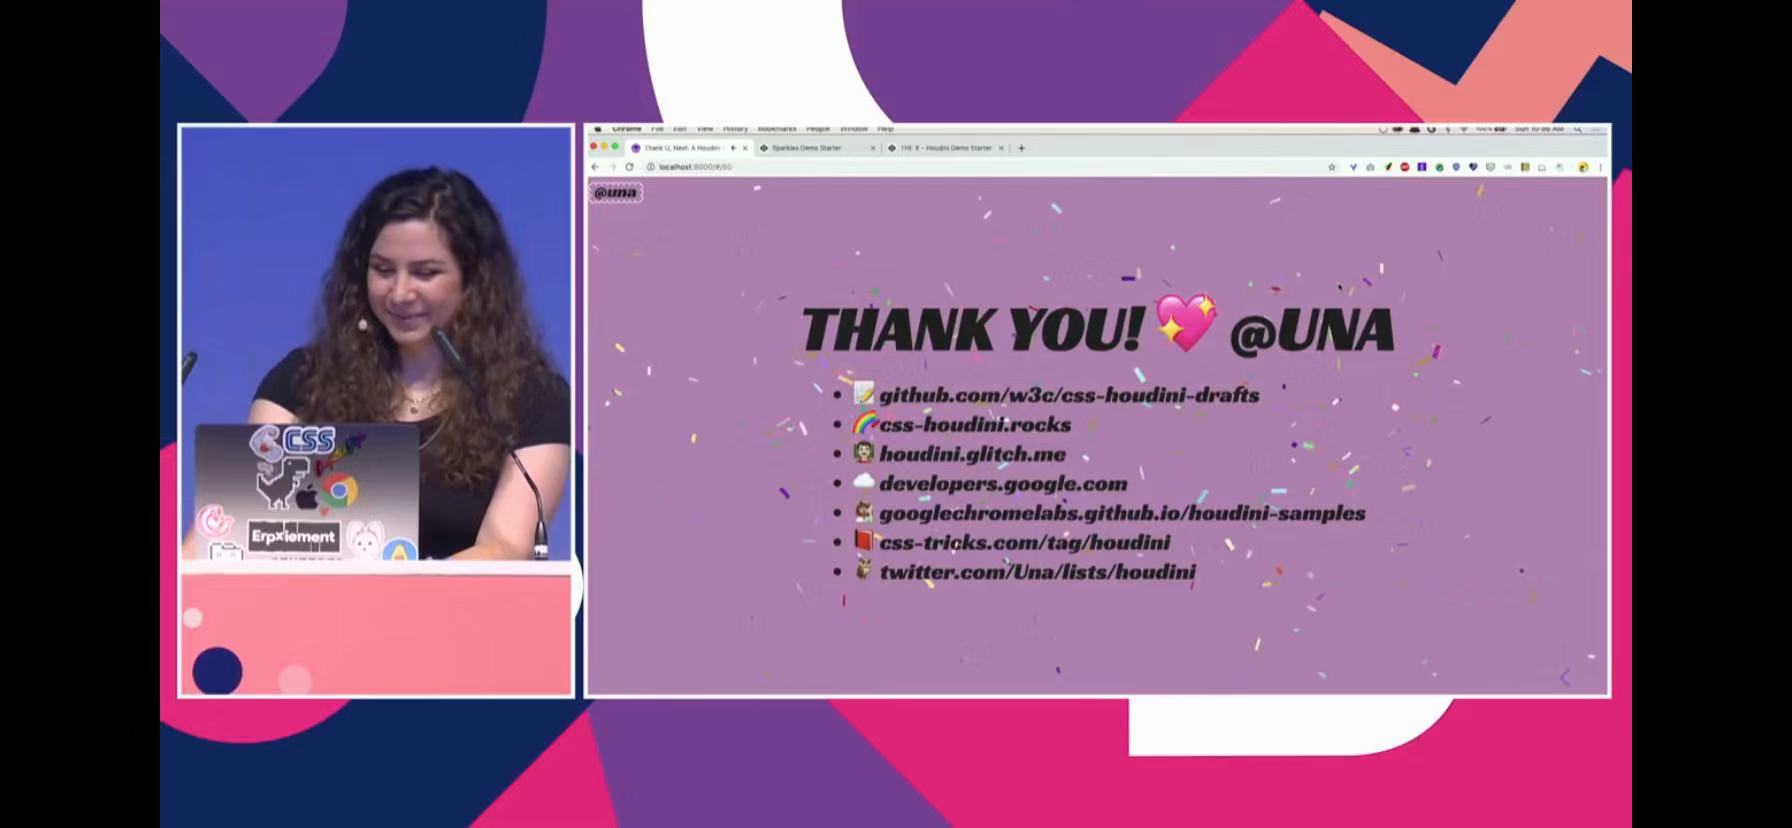 Chrome File Edit View History Bookmarks People Window Help
Thank U, Next: A Houdini
Sparkles Demo Starter
THE X - Houdini Demo Starter
localhost:8000/#/50
@una
THANK YOU! 💖 @UNA
github.com/w3c/css-houdini-drafts
css-houdini.rocks
houdini.glitch.me
developers.google.com
googlechromelabs.github.io/houdini-samples
css-tricks.com/tag/houdini
twitter.com/Una/lists/houdini
CSS